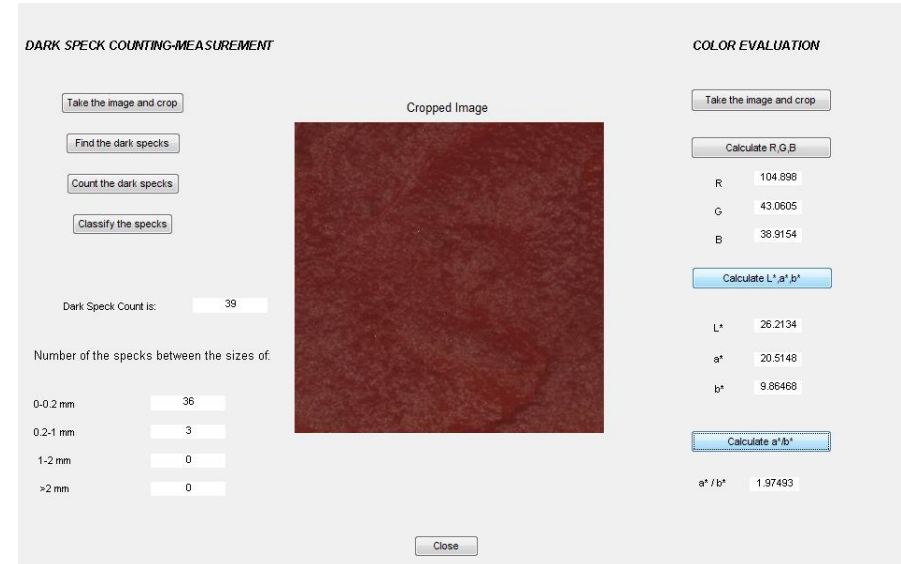 DARK SPECK COUNTING-MEASUREMENT
Take the image and crop
Find the dark specks
Count the dark specks
Classify the specks
Dark Speck Count is: 39
Number of the specks between the sizes of:
0-0.2 mm 36
0.2-1 mm 3
1-2 mm 0
>2 mm 0
Cropped Image
COLOR EVALUATION
Take the image and crop
Calculate R,G,B
R 104.898
G 43.0605
B 38.9154
Calculate L*,a*,b*
L* 26.2134
a* 20.5148
b* 9.86468
Calculate a*/b*
a* / b* 1.97493
Close